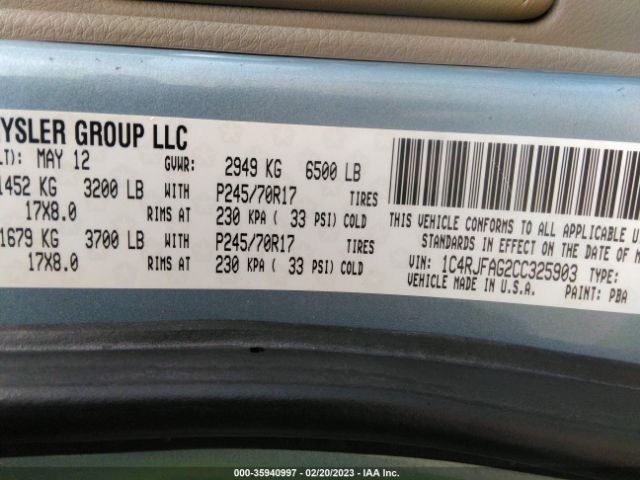 YSLER GROUP LLC
LT): MAY 12 GVWR: 2949 KG 6500 LB
1452 KG 3200 LB WITH P245/70R17 TIRES
17X8.0 RIMS AT 230 KPA ( 33 PSI) COLD
1679 KG 3700 LB WITH P245/70R17 TIRES
17X8.0 RIMS AT 230 KPA ( 33 PSI) COLD
THIS VEHICLE CONFORMS TO ALL APPLICABLE U
STANDARDS IN EFFECT ON THE DATE OF M
VIN: 1C4RJFAG2CC325903 TYPE:
VEHICLE MADE IN U.S.A. PAINT: PBA
000-35940997 - 02/20/2023 - IAA Inc.